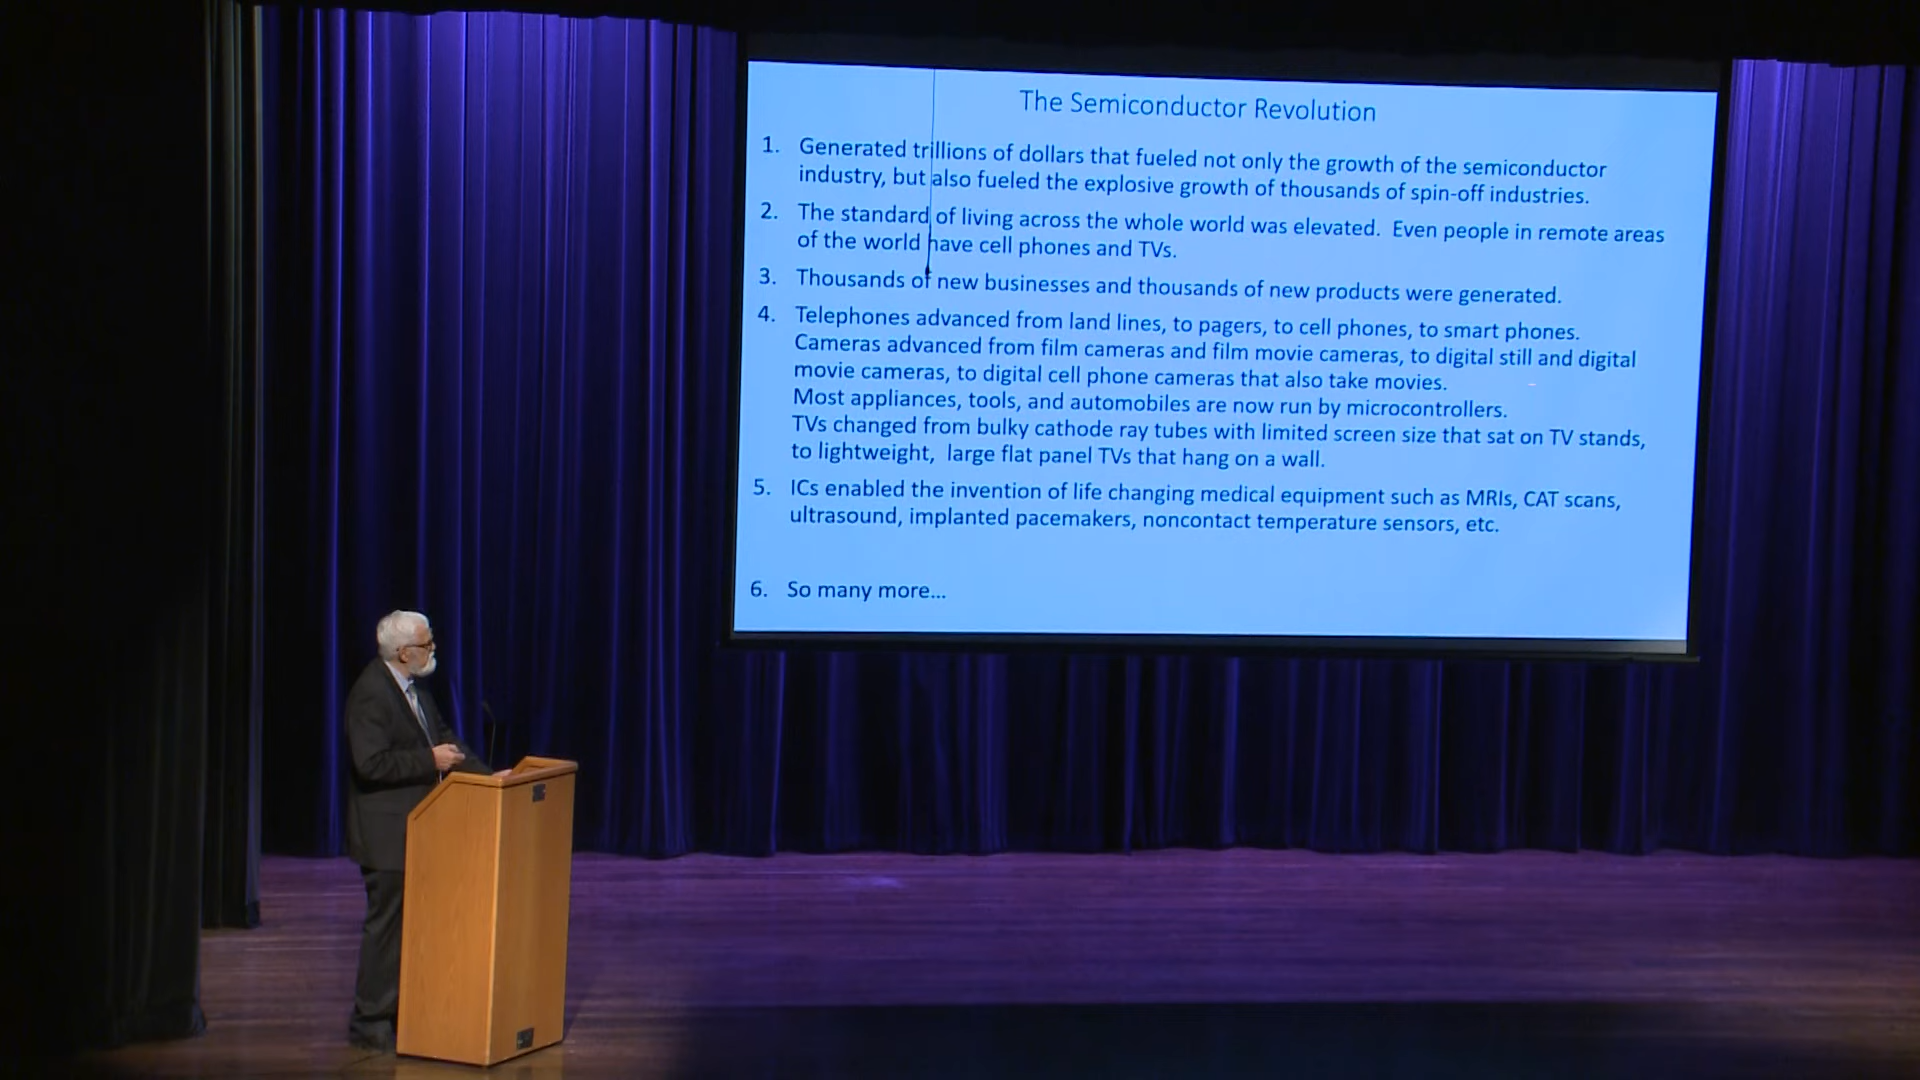 The Semiconductor Revolution
1. Generated trillions of dollars that fueled not only the growth of the semiconductor
industry, but also fueled the explosive growth of thousands of spin-off industries.
2. The standard of living across the whole world was elevated. Even people in remote areas
of the world have cell phones and TVs.
3. Thousands of new businesses and thousands of new products were generated.
4. Telephones advanced from land lines, to pagers, to cell phones, to smart phones.
Cameras advanced from film cameras and film movie cameras, to digital still and digital
movie cameras, to digital cell phone cameras that also take movies.
Most appliances, tools, and automobiles are now run by microcontrollers.
TVs changed from bulky cathode ray tubes with limited screen size that sat on TV stands,
to lightweight, large flat panel TVs that hang on a wall.
5. ICs enabled the invention of life changing medical equipment such as MRIs, CAT scans,
ultrasound, implanted pacemakers, noncontact temperature sensors, etc.
6. So many more...